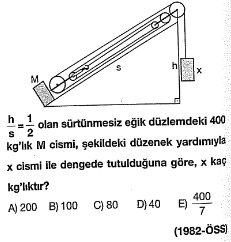 M
s
h
x
h/s = 1/2 olan sürtünmesiz eğik düzlemdeki 400
kg'lık M cismi, şekildeki düzenek yardımıyla
x cismi ile dengede tutulduğuna göre, x kaç
kg'lıktır?
A) 200 B) 100 C) 80 D) 40 E) 400/7
(1982-ÖSS)